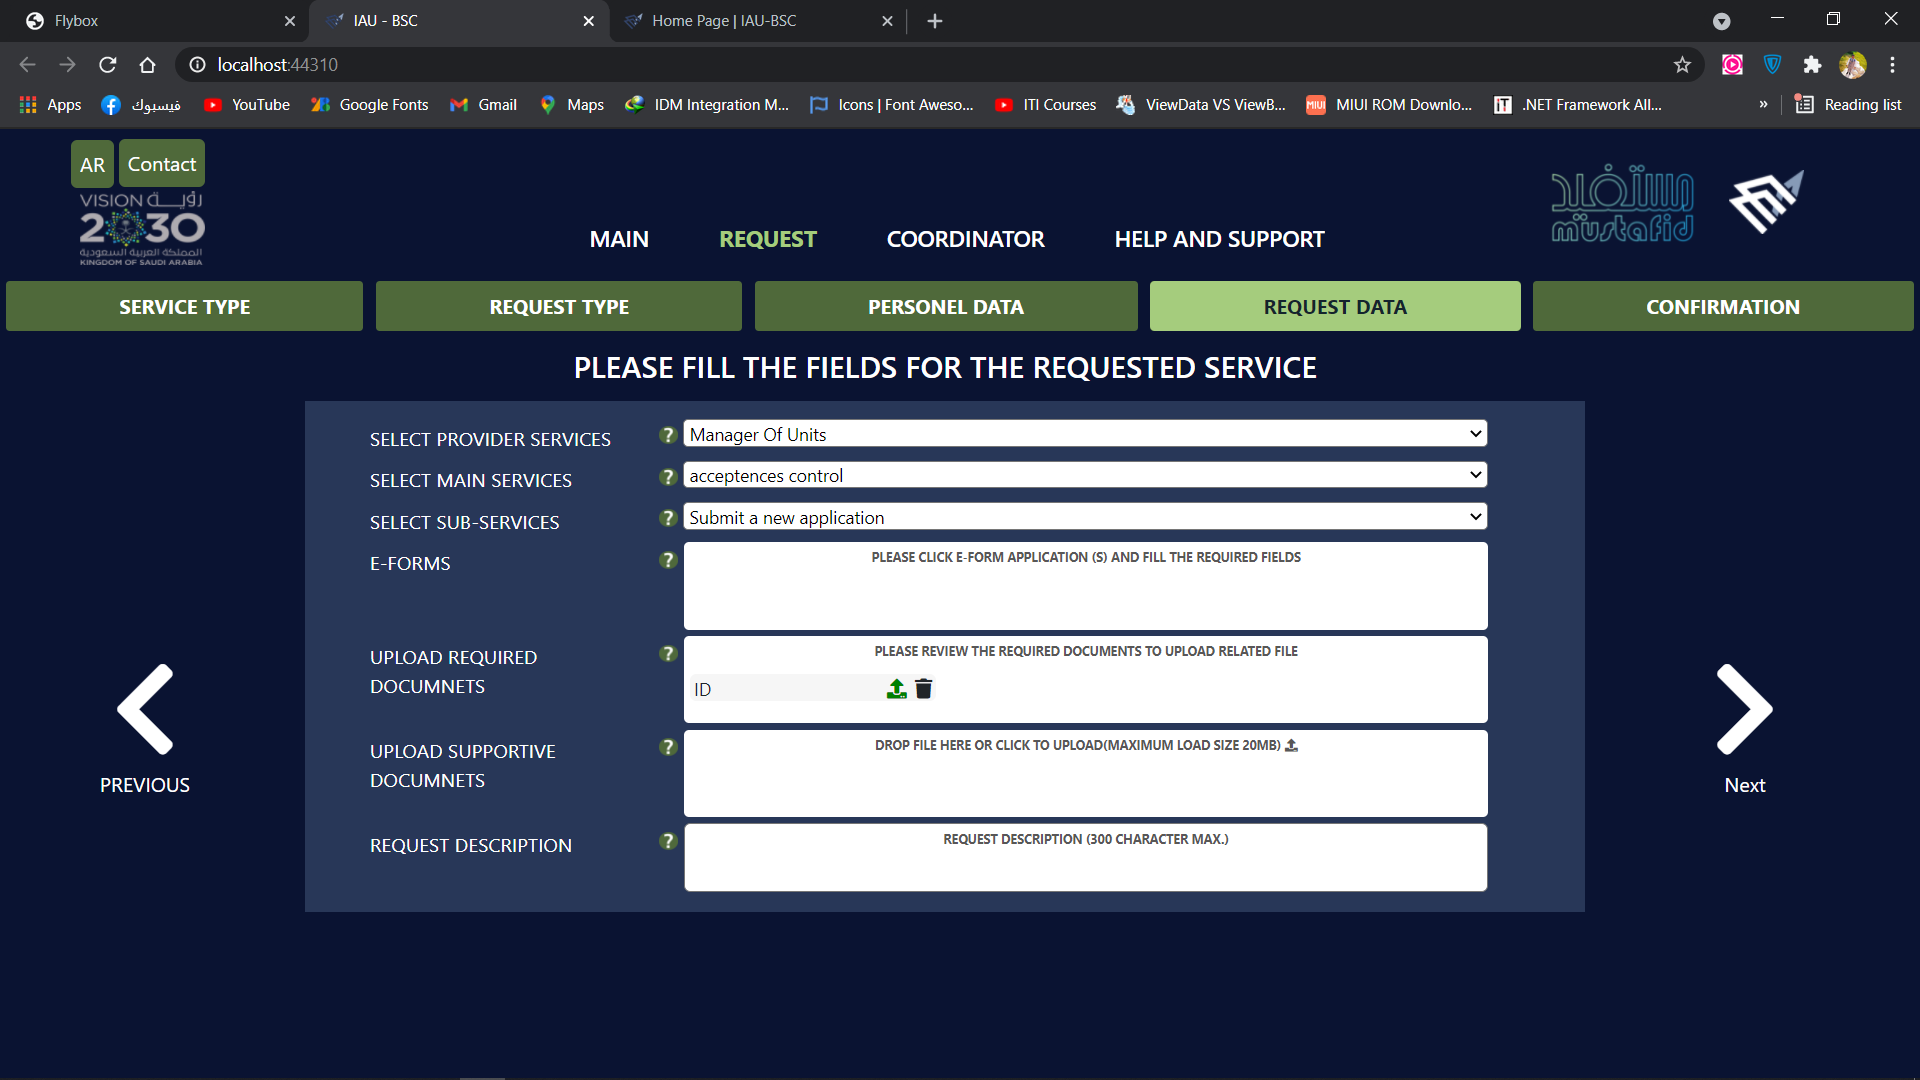 Flybox
IAU - BSC
Home Page | IAU-BSC
localhost:44310
Apps
فيسبوك
YouTube
Google Fonts
Gmail
Maps
IDM Integration M...
Icons | Font Aweso...
ITI Courses
ViewData VS ViewB...
MIUI
MIUI ROM Downlo...
iT
.NET Framework All...
»
Reading list
AR
Contact
VISION رؤيـــة
2030
المملكة العربية السعودية
KINGDOM OF SAUDI ARABIA
MAIN
REQUEST
COORDINATOR
HELP AND SUPPORT
مستفيد
müstafid
SERVICE TYPE
REQUEST TYPE
PERSONEL DATA
REQUEST DATA
CONFIRMATION
PLEASE FILL THE FIELDS FOR THE REQUESTED SERVICE
SELECT PROVIDER SERVICES
?
Manager Of Units
SELECT MAIN SERVICES
?
acceptences control
SELECT SUB-SERVICES
?
Submit a new application
E-FORMS
?
PLEASE CLICK E-FORM APPLICATION (S) AND FILL THE REQUIRED FIELDS
UPLOAD REQUIRED
DOCUMNETS
?
PLEASE REVIEW THE REQUIRED DOCUMENTS TO UPLOAD RELATED FILE
ID
UPLOAD SUPPORTIVE
DOCUMNETS
?
DROP FILE HERE OR CLICK TO UPLOAD(MAXIMUM LOAD SIZE 20MB)
REQUEST DESCRIPTION
?
REQUEST DESCRIPTION (300 CHARACTER MAX.)
PREVIOUS
Next